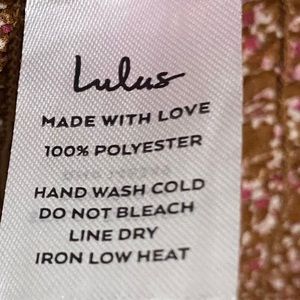 Lulus
MADE WITH LOVE
100% POLYESTER
HAND WASH COLD
DO NOT BLEACH
LINE DRY
IRON LOW HEAT